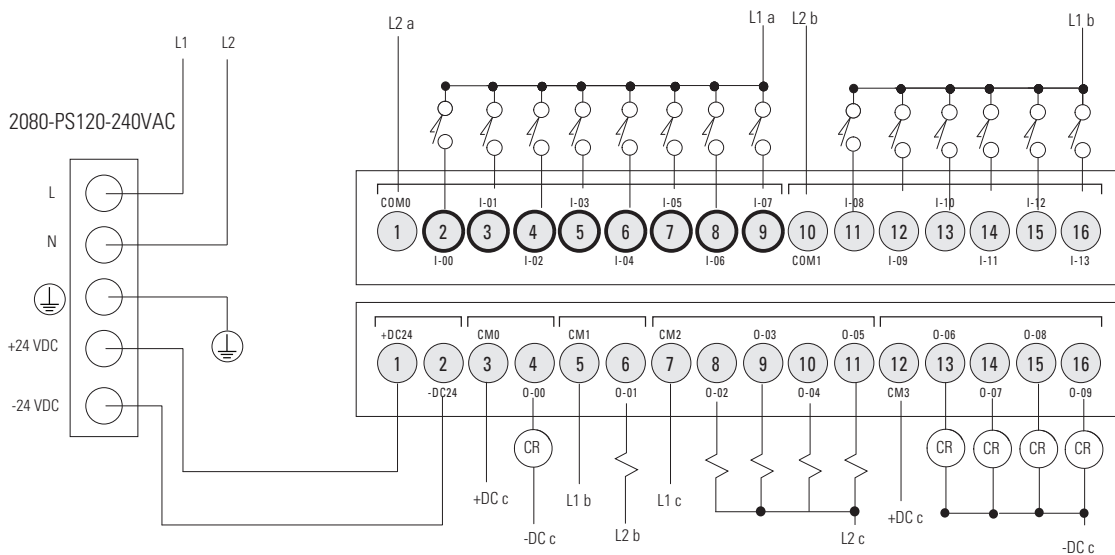 L2 a
L1 a
L2 b
L1 b
L1
L2
2080-PS120-240VAC
L
N
+24 VDC
-24 VDC
COM0
I-01
I-03
I-05
I-07
I-08
I-10
I-12
1
2
3
4
5
6
7
8
9
10
11
12
13
14
15
16
I-00
I-02
I-04
I-06
COM1
I-09
I-11
I-13
+DC24
CM0
CM1
CM2
O-03
O-05
O-06
O-08
1
2
3
4
5
6
7
8
9
10
11
12
13
14
15
16
-DC24
O-00
O-01
O-02
O-04
CM3
O-07
O-09
CR
CR
CR
CR
CR
+DC c
-DC c
L1 b
L2 b
L1 c
L2 c
+DC c
-DC c